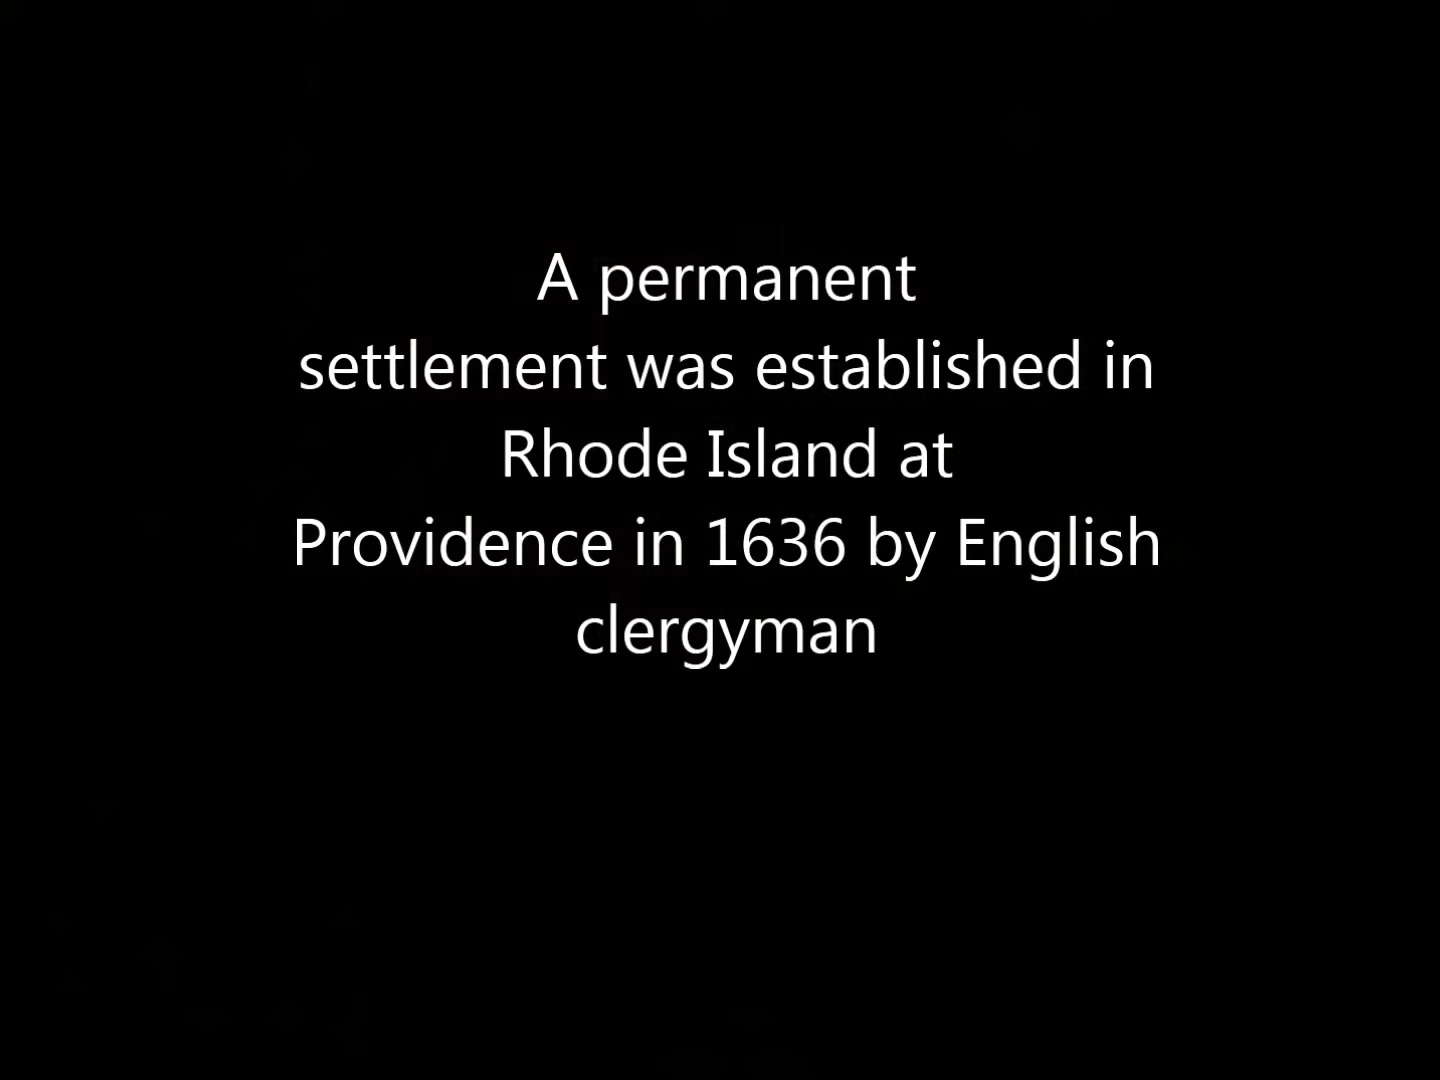 A permanent
settlement was established in
Rhode Island at
Providence in 1636 by English
clergyman